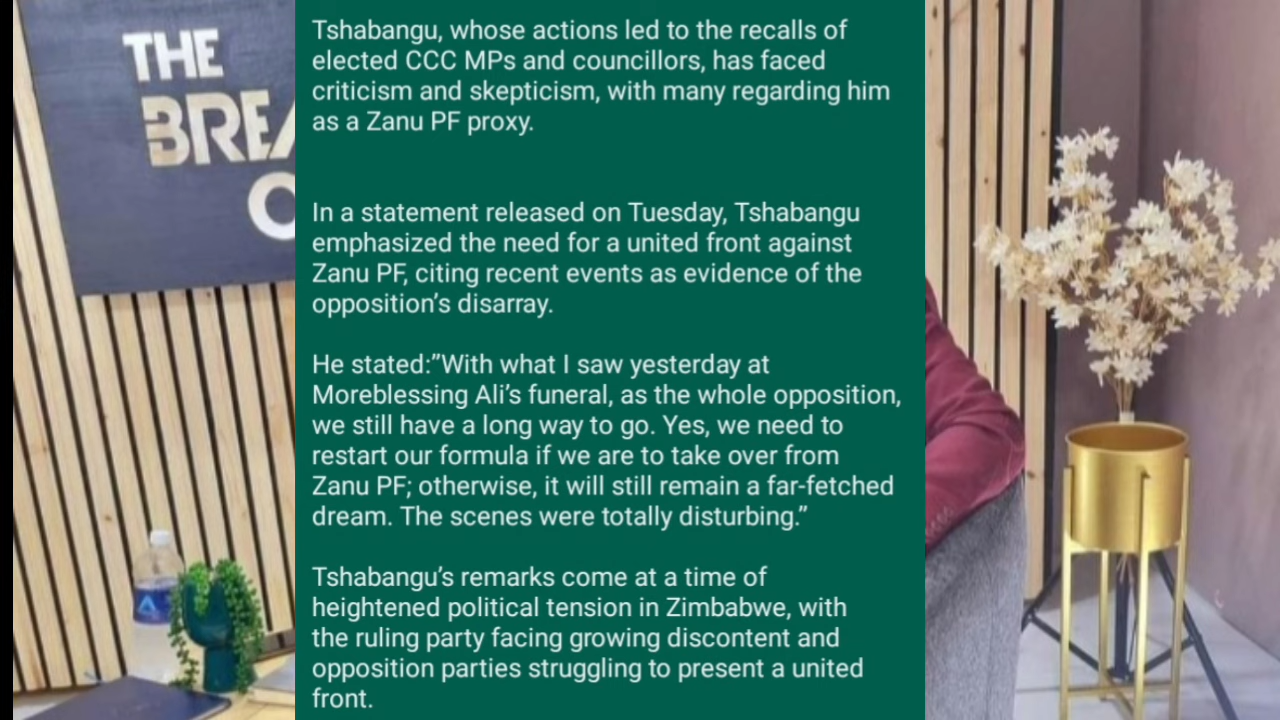 THE
BREA
O
Tshabangu, whose actions led to the recalls of
elected CCC MPs and councillors, has faced
criticism and skepticism, with many regarding him
as a Zanu PF proxy.
In a statement released on Tuesday, Tshabangu
emphasized the need for a united front against
Zanu PF, citing recent events as evidence of the
opposition’s disarray.
He stated:”With what I saw yesterday at
Moreblessing Ali’s funeral, as the whole opposition,
we still have a long way to go. Yes, we need to
restart our formula if we are to take over from
Zanu PF; otherwise, it will still remain a far-fetched
dream. The scenes were totally disturbing.”
Tshabangu’s remarks come at a time of
heightened political tension in Zimbabwe, with
the ruling party facing growing discontent and
opposition parties struggling to present a united
front.